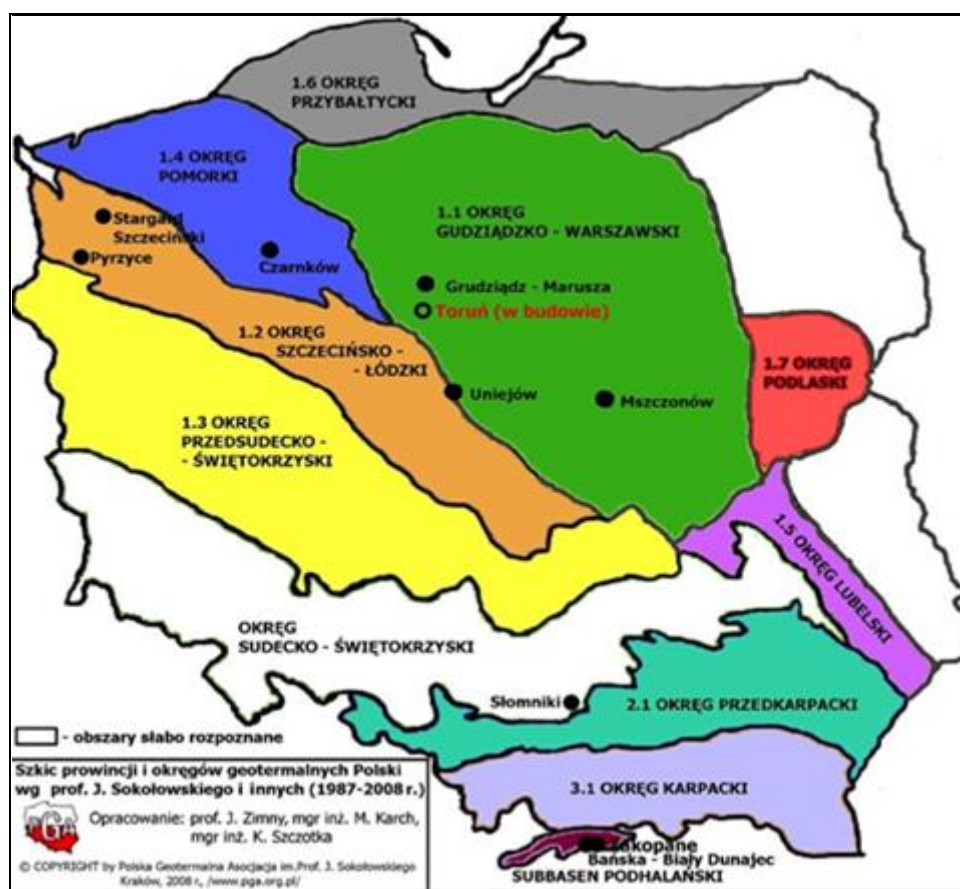 1.6 OKRĘG
PRZYBAŁTYCKI
1.4 OKRĘG
POMORKI
1.1 OKRĘG
GUDZIĄDZKO - WARSZAWSKI
Stargard
Szczeciński
Pyrzyce
Czarnków
Grudziądz - Marusza
Toruń (w budowie)
1.2 OKRĘG
SZCZECIŃSKO -
- ŁÓDZKI
1.7 OKRĘG
PODLASKI
Uniejów
Mszczonów
1.3 OKRĘG
PRZEDSUDECKO -
- ŚWIĘTOKRZYSKI
1.5 OKRĘG LUBELSKI
OKRĘG
SUDECKO - ŚWIĘTOKRZYSKI
Słomniki
2.1 OKRĘG PRZEDKARPACKI
- obszary słabo rozpoznane
3.1 OKRĘG KARPACKI
Zakopane
Bańska - Biały Dunajec
SUBBASEN PODHALAŃSKI
Szkic prowincji i okręgów geotermalnych Polski
wg prof. J. Sokołowskiego i innych (1987-2008 r.)
PGA
Opracowanie: prof. J. Zimny, mgr inż. M. Karch,
mgr inż. K. Szczotka
© COPYRIGHT by Polska Geotermalna Asocjacja im.Prof. J. Sokołowskiego
Kraków, 2008 r., /www.pga.org.pl/